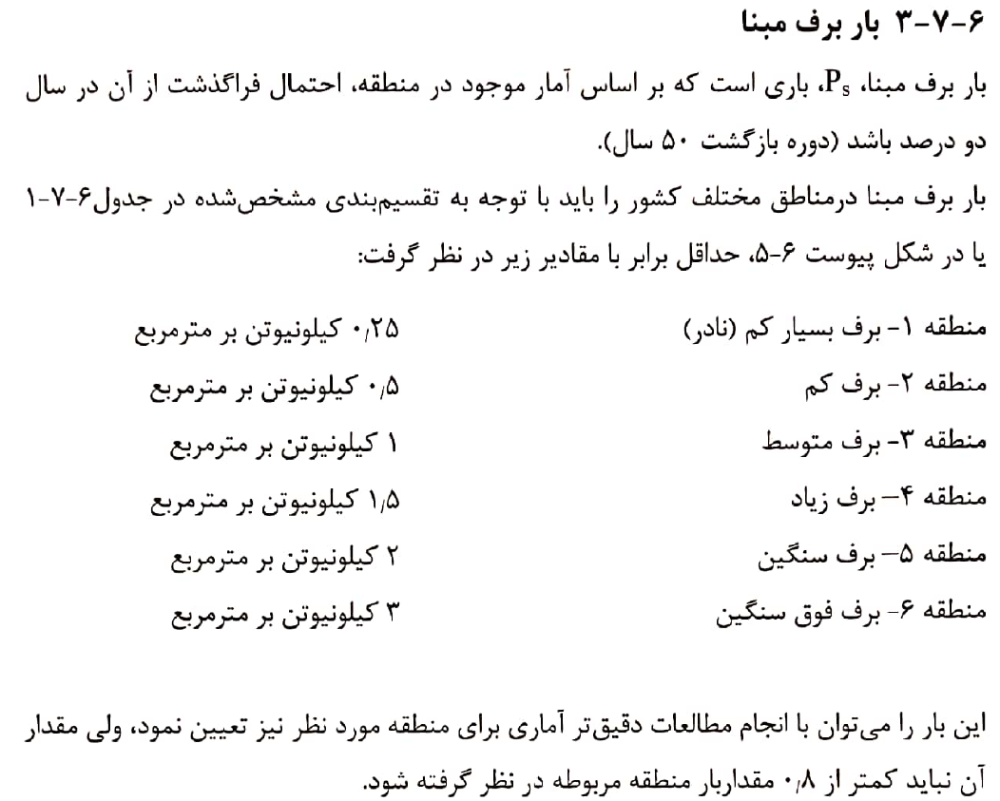 ۶-۷-۳ بار برف مبنا
بار برف مبنا، Ps، باری است که بر اساس آمار موجود در منطقه، احتمال فراگذشت از آن در سال
دو درصد باشد (دوره بازگشت ۵۰ سال).
بار برف مبنا درمناطق مختلف کشور را باید با توجه به تقسیم‌بندی مشخص‌شده در جدول۶-۷-۱
یا در شکل پیوست ۶-۵، حداقل برابر با مقادیر زیر در نظر گرفت:
منطقه ۱- برف بسیار کم (نادر) ۰٫۲۵ کیلونیوتن بر مترمربع
منطقه ۲- برف کم ۰٫۵ کیلونیوتن بر مترمربع
منطقه ۳- برف متوسط ۱ کیلونیوتن بر مترمربع
منطقه ۴– برف زیاد ۱٫۵ کیلونیوتن بر مترمربع
منطقه ۵– برف سنگین ۲ کیلونیوتن بر مترمربع
منطقه ۶- برف فوق سنگین ۳ کیلونیوتن بر مترمربع
این بار را می‌توان با انجام مطالعات دقیق‌تر آماری برای منطقه مورد نظر نیز تعیین نمود، ولی مقدار
آن نباید کمتر از ۰٫۸ مقداربار منطقه مربوطه در نظر گرفته شود.